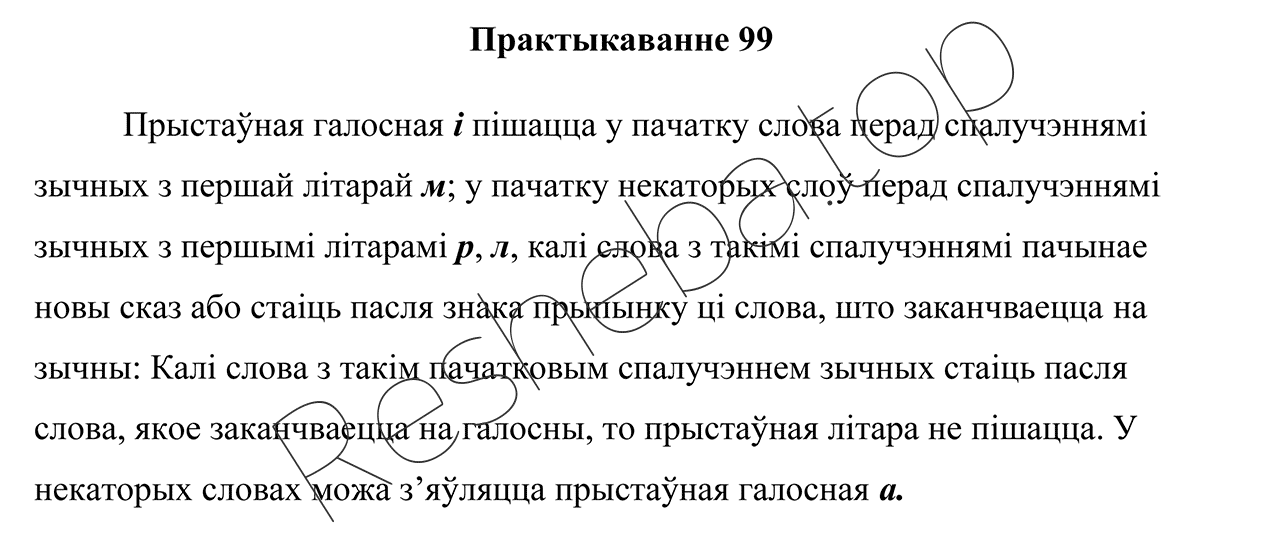 Практыкаванне 99
Прыстаўная галосная і пішацца у пачатку слова перад спалучэннямі
зычных з першай літарай м; у пачатку некаторых слоў перад спалучэннямі
зычных з першымі літарамі р, л, калі слова з такімі спалучэннямі пачынае
новы сказ або стаіць пасля знака прыпынку ці слова, што заканчваецца на
зычны: Калі слова з такім пачатковым спалучэннем зычных стаіць пасля
слова, якое заканчваецца на галосны, то прыстаўная літара не пішацца. У
некаторых словах можа з’яўляцца прыстаўная галосная а.
Resheba.top